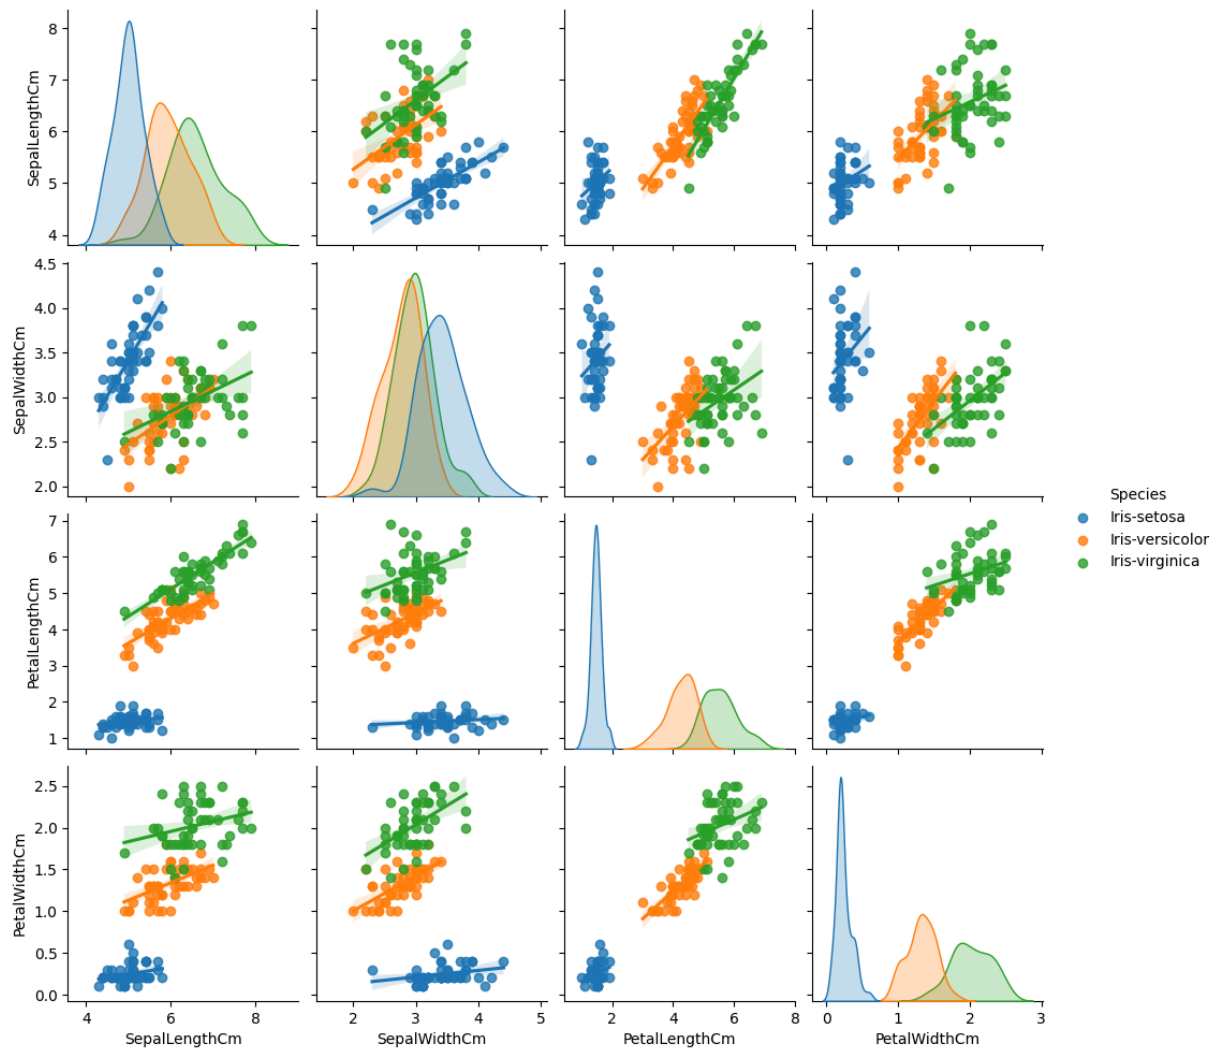 8
7
6
5
4
SepalLengthCm
4.5
4.0
3.5
3.0
2.5
2.0
SepalWidthCm
Species
Iris-setosa
Iris-versicolor
Iris-virginica
7
6
5
4
3
2
1
PetalLengthCm
2.5
2.0
1.5
1.0
0.5
0.0
PetalWidthCm
4 6 8 2 3 4 5 2 4 6 8 0 1 2 3
SepalLengthCm SepalWidthCm PetalLengthCm PetalWidthCm